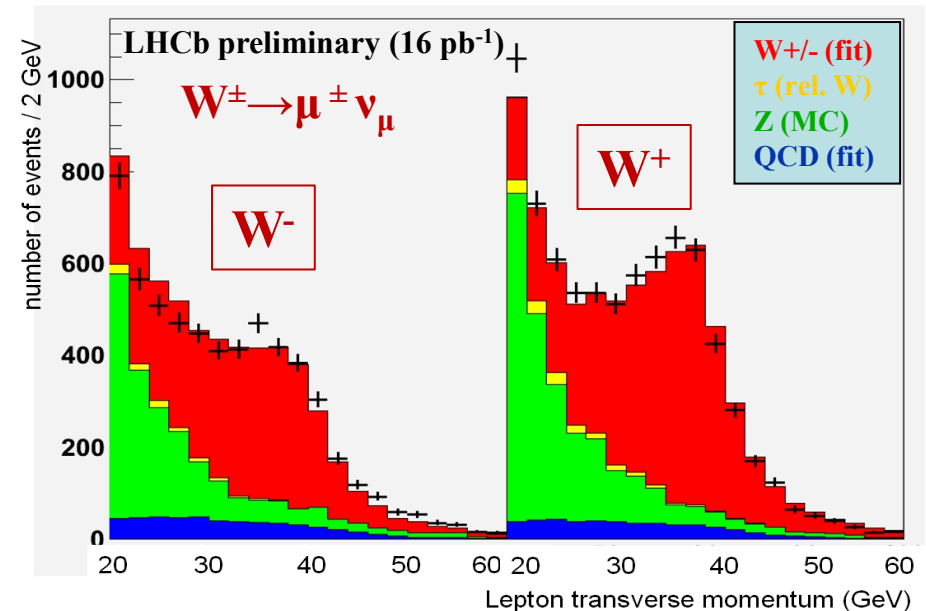 LHCb preliminary (16 pb⁻¹)
W±→μ ± νμ
W⁻
W⁺
W+/- (fit)
τ (rel. W)
Z (MC)
QCD (fit)
number of events / 2 GeV
1000
800
600
400
200
0
20 30 40 50 60 20 30 40 50 60
Lepton transverse momentum (GeV)